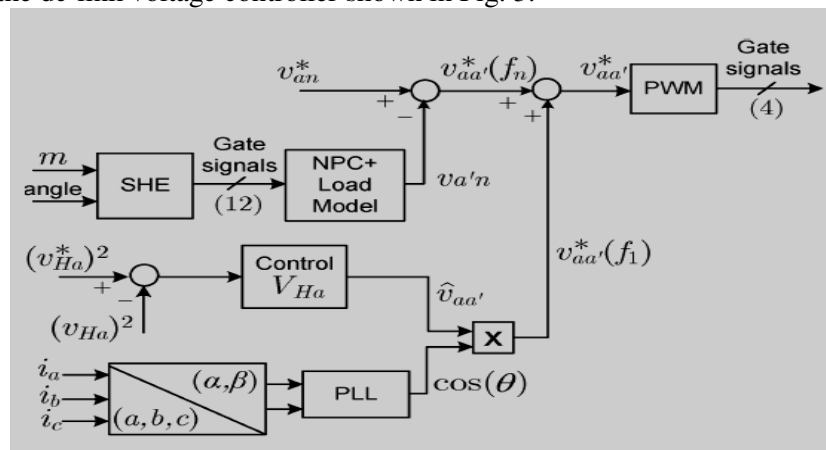 the dc-link voltage controller shown in Fig. 3.
v*an
+
−
v*aa′(fn)
+
+
v*aa′
PWM
Gate signals
(4)
m
angle
SHE
Gate signals
(12)
NPC+ Load Model
va′n
(v*Ha)2
+
−
(vHa)2
Control VHa
v̂aa′
v*aa′(f1)
X
ia
ib
ic
(α,β)
(a,b,c)
PLL
cos(θ)